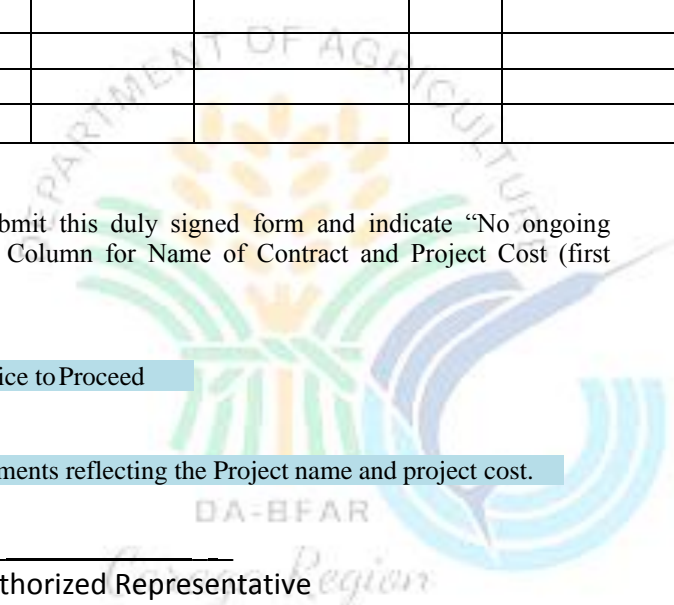 DEPARTMENT OF AGRICULTURE
bmit this duly signed form and indicate “No ongoing
Column for Name of Contract and Project Cost (first
ice to Proceed
ments reflecting the Project name and project cost.
DA-BFAR
thorized Representative
Caraga Region